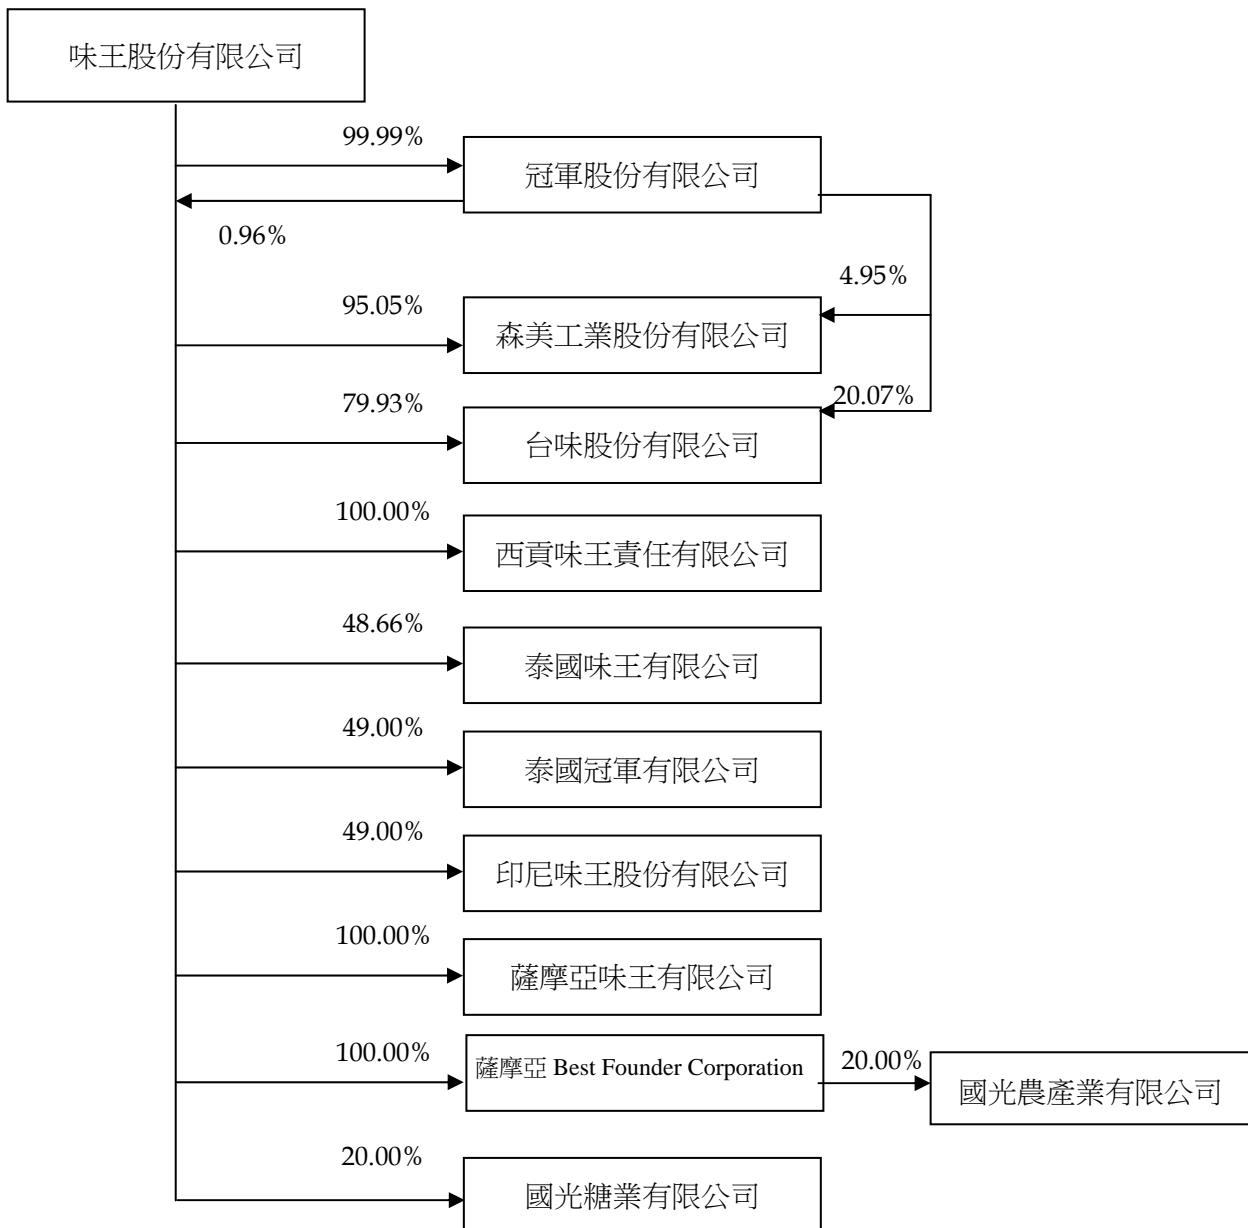 味王股份有限公司
99.99%
冠軍股份有限公司
0.96%
4.95%
95.05%
森美工業股份有限公司
79.93%
20.07%
台味股份有限公司
100.00%
西貢味王責任有限公司
48.66%
泰國味王有限公司
49.00%
泰國冠軍有限公司
49.00%
印尼味王股份有限公司
100.00%
薩摩亞味王有限公司
100.00%
薩摩亞 Best Founder Corporation
20.00%
國光農產業有限公司
20.00%
國光糖業有限公司